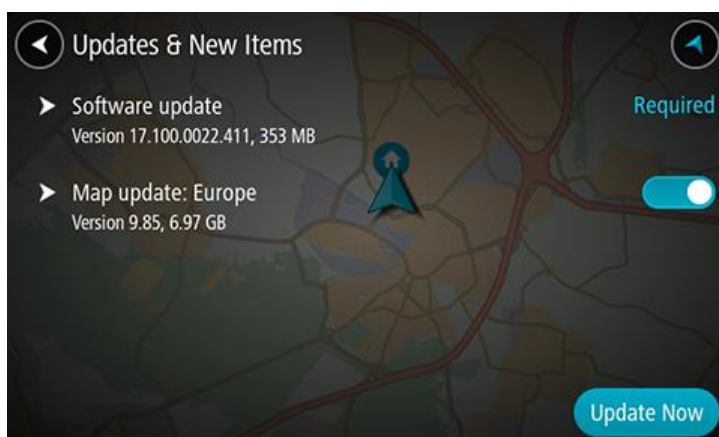 Updates & New Items
Software update
Required
Version 17.100.0022.411, 353 MB
Map update: Europe
Version 9.85, 6.97 GB
Update Now